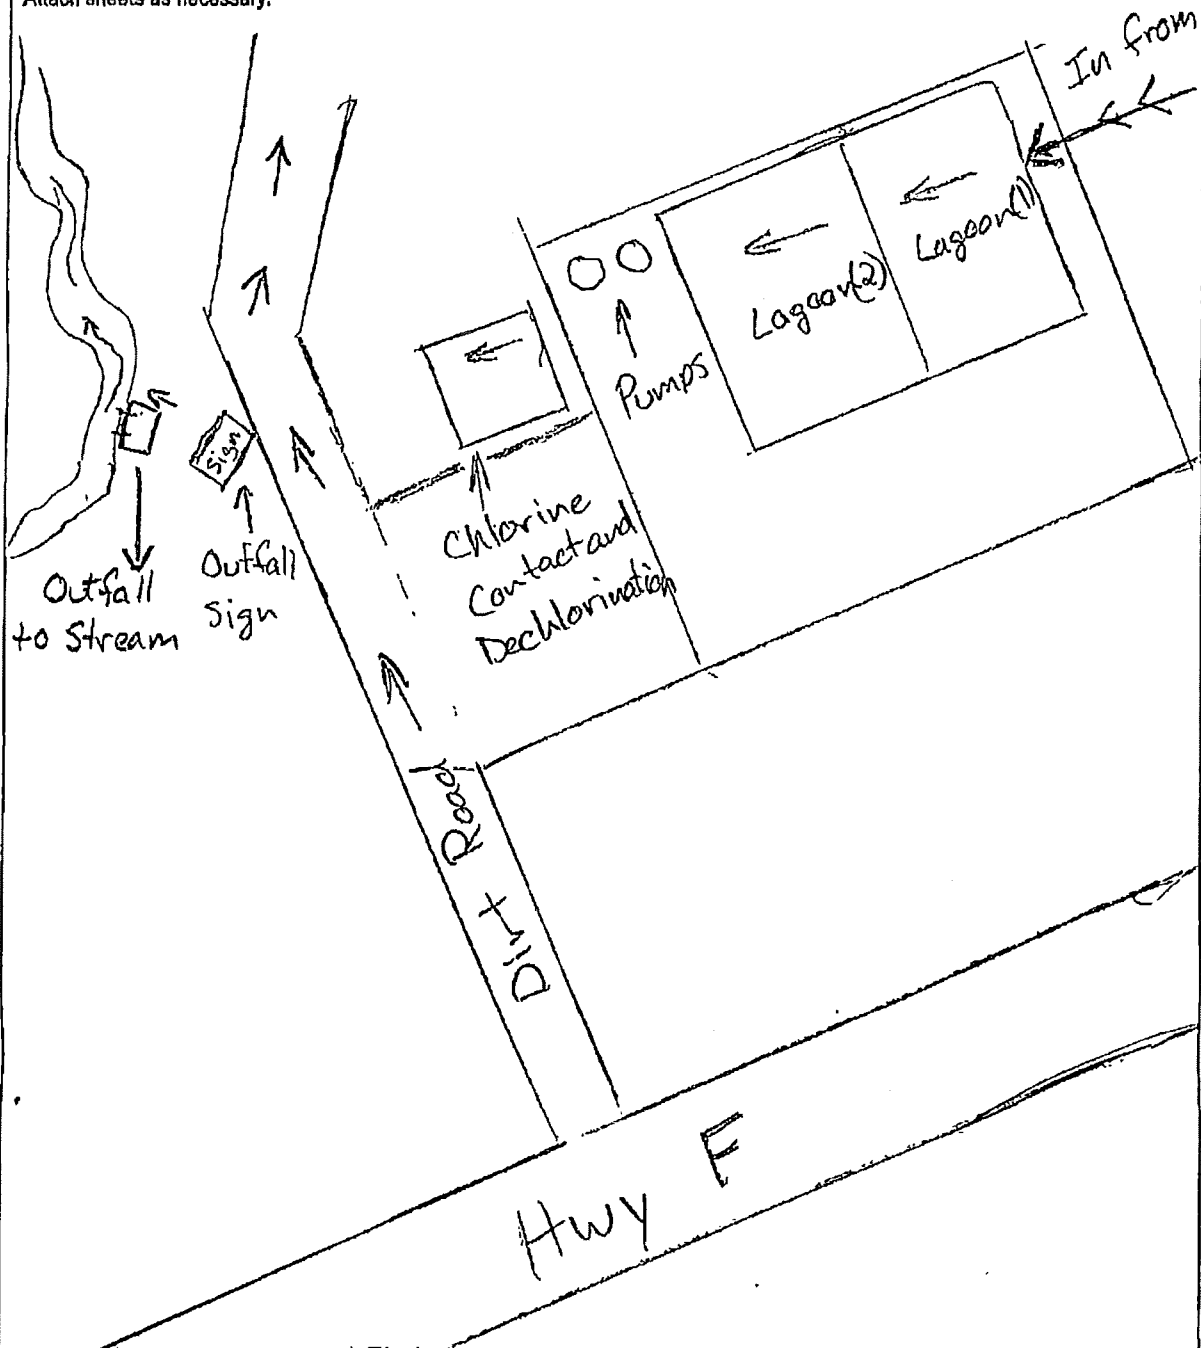 Attach sheets as necessary.
In from
Lagoon(1)
Lagoon(2)
Pumps
Sign
Chlorine
Contact and
Dechlorination
Outfall
Sign
Outfall
to Stream
Dirt Road
Hwy F